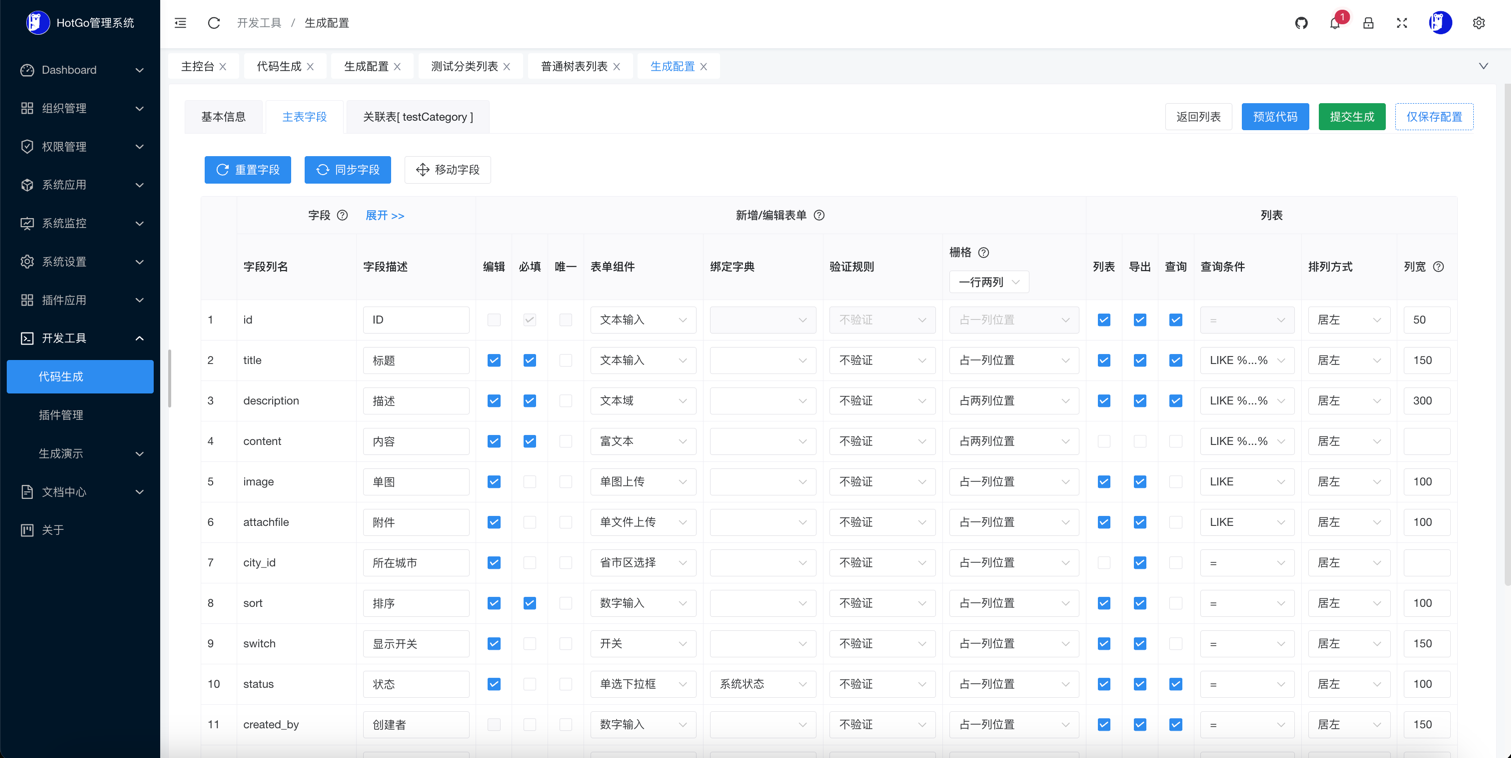 HotGo管理系统
开发工具 / 生成配置
1
Dashboard
组织管理
权限管理
系统应用
系统监控
系统设置
插件应用
开发工具
代码生成
插件管理
生成演示
文档中心
关于
主控台 代码生成 生成配置 测试分类列表 普通树表列表 生成配置
基本信息 主表字段 关联表[ testCategory ] 返回列表 预览代码 提交生成 仅保存配置
重置字段 同步字段 移动字段
字段 展开 >> 新增/编辑表单 列表
字段列名 字段描述 编辑 必填 唯一 表单组件 绑定字典 验证规则 栅格 一行两列 列表 导出 查询 查询条件 排列方式 列宽
1 id ID 文本输入 不验证 占一列位置 = 居左 50
2 title 标题 文本输入 不验证 占一列位置 LIKE %...% 居左 150
3 description 描述 文本域 不验证 占两列位置 LIKE %...% 居左 300
4 content 内容 富文本 不验证 占两列位置 LIKE %...% 居左
5 image 单图 单图上传 不验证 占一列位置 LIKE 居左 100
6 attachfile 附件 单文件上传 不验证 占一列位置 LIKE 居左 100
7 city_id 所在城市 省市区选择 不验证 占一列位置 = 居左
8 sort 排序 数字输入 不验证 占一列位置 = 居左 100
9 switch 显示开关 开关 不验证 占一列位置 = 居左 150
10 status 状态 单选下拉框 系统状态 不验证 占一列位置 = 居左 100
11 created_by 创建者 数字输入 不验证 占一列位置 = 居左 150